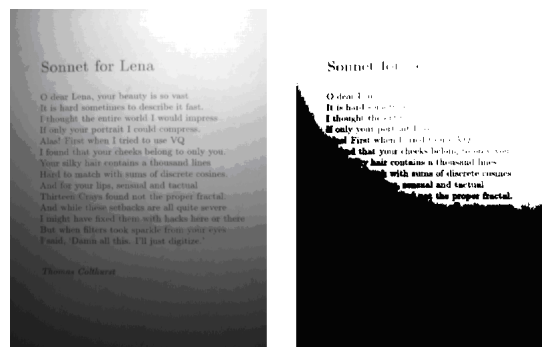 Sonnet for Lena
O dear Lena, your beauty is so vast
It is hard sometimes to describe it fast.
I thought the entire world I would impress
If only your portrait I could compress.
Alas! First when I tried to use VQ
I found that your cheeks belong to only you.
Your silky hair contains a thousand lines
Hard to match with sums of discrete cosines.
And for your lips, sensual and tactual
Thirteen Crays found not the proper fractal.
And while these setbacks are all quite severe
I might have fixed them with hacks here or there
But when filters took sparkle from your eyes
I said, 'Damn all this. I'll just digitize.'
Thomas Colthurst
Sonnet for
O dear
It is hard
I thought the
If only your
First when
that your cheeks belong to only you
hair contains a thousand lines
with sums of discrete cosines
sensual and tactual
not the proper fractal.